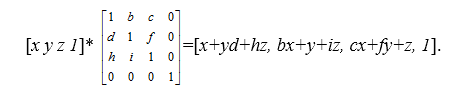 [x y z 1]* [1 b c 0
d 1 f 0
h i 1 0
0 0 0 1] =[x+yd+hz, bx+y+iz, cx+fy+z, 1].